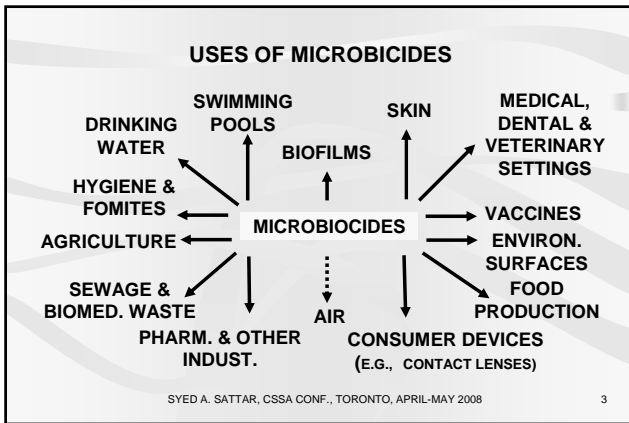 USES OF MICROBICIDES
DRINKING
WATER
SWIMMING
POOLS
BIOFILMS
SKIN
MEDICAL,
DENTAL &
VETERINARY
SETTINGS
HYGIENE &
FOMITES
AGRICULTURE
MICROBIOCIDES
VACCINES
ENVIRON.
SURFACES
SEWAGE &
BIOMED. WASTE
PHARM. & OTHER
INDUST.
AIR
CONSUMER DEVICES
(E.G., CONTACT LENSES)
FOOD
PRODUCTION
SYED A. SATTAR, CSSA CONF., TORONTO, APRIL-MAY 2008
3